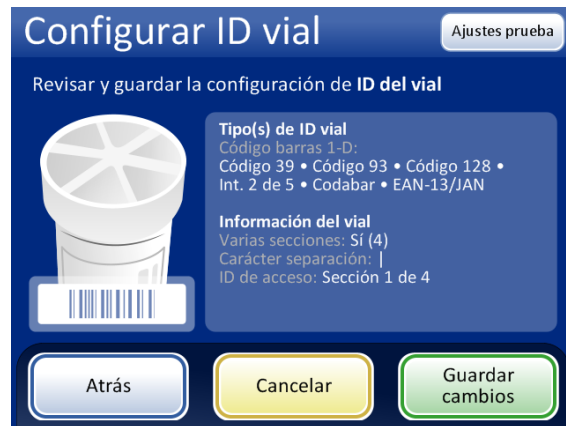 Configurar ID vial
Ajustes prueba
Revisar y guardar la configuración de ID del vial
Tipo(s) de ID vial
Código barras 1-D:
Código 39 • Código 93 • Código 128 •
Int. 2 de 5 • Codabar • EAN-13/JAN
Información del vial
Varias secciones: Sí (4)
Carácter separación: |
ID de acceso: Sección 1 de 4
Atrás
Cancelar
Guardar
cambios